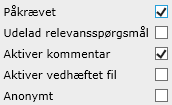 Påkrævet
Udelad relevansspørgsmål
Aktiver kommentar
Aktiver vedhæftet fil
Anonymt